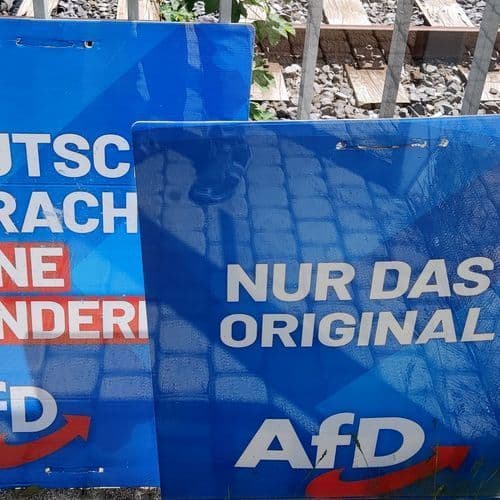 UTSC
RACH
NE
NDERI
fD
NUR DAS
ORIGINAL
AfD